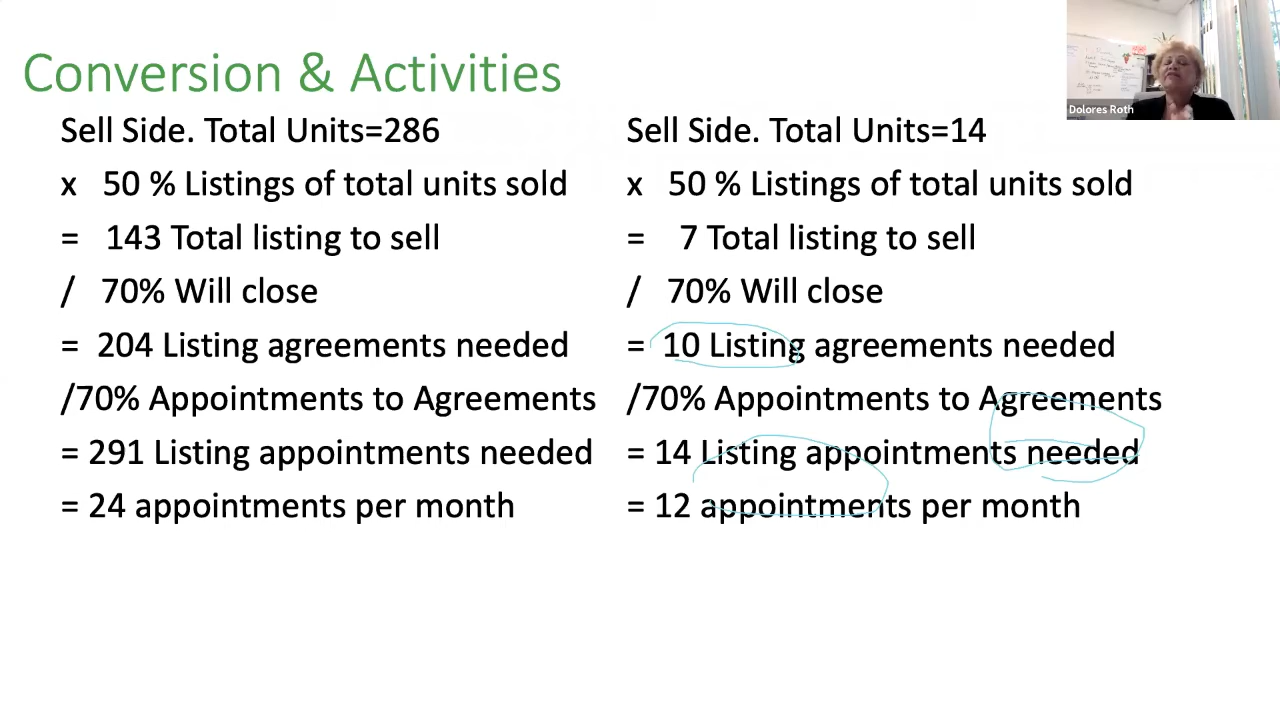 Conversion & Activities
Dolores Roth
Sell Side. Total Units=286
x 50 % Listings of total units sold
= 143 Total listing to sell
/ 70% Will close
= 204 Listing agreements needed
/70% Appointments to Agreements
= 291 Listing appointments needed
= 24 appointments per month
Sell Side. Total Units=14
x 50 % Listings of total units sold
= 7 Total listing to sell
/ 70% Will close
= 10 Listing agreements needed
/70% Appointments to Agreements
= 14 Listing appointments needed
= 12 appointments per month